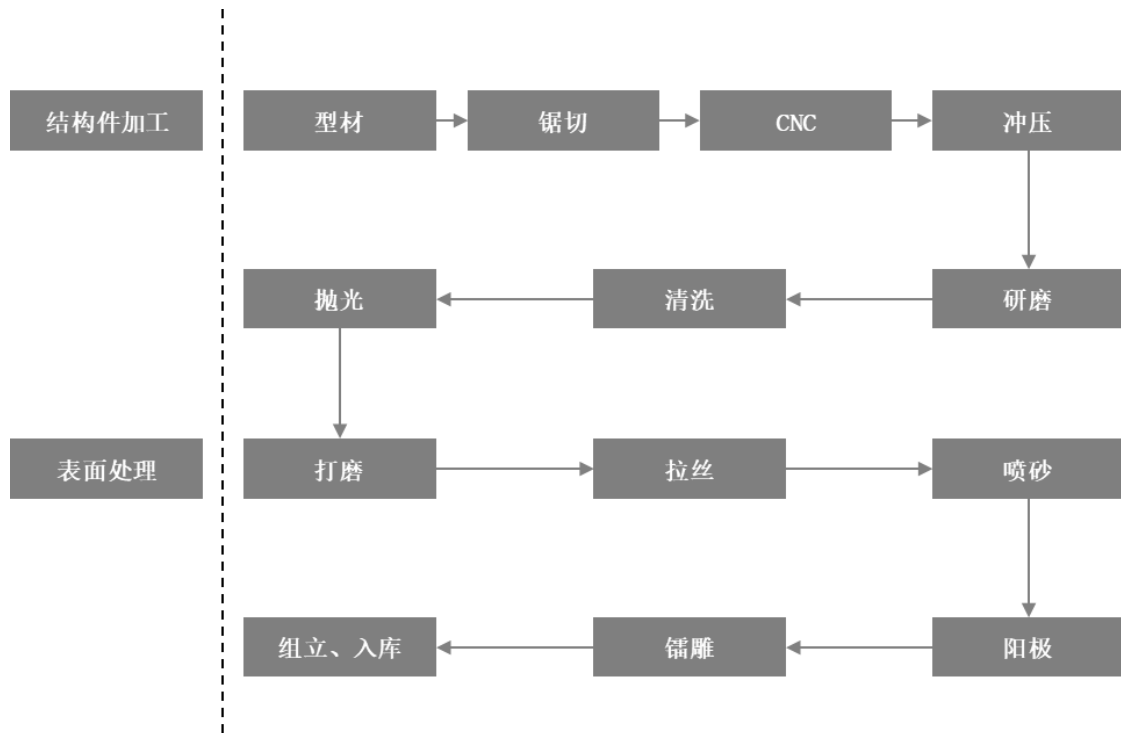 结构件加工
型材
锯切
CNC
冲压
抛光
清洗
研磨
表面处理
打磨
拉丝
喷砂
组立、入库
镭雕
阳极